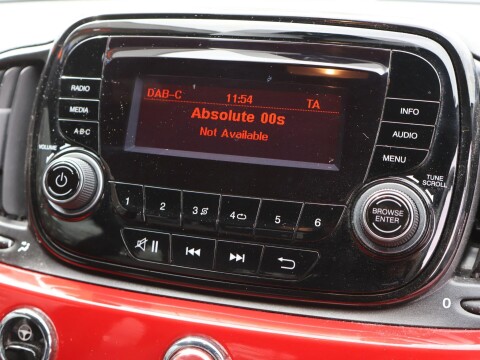 DAB-C 11:54 TA
Absolute 00s
Not Available
RADIO
MEDIA
A-B-C
INFO
AUDIO
MENU
VOLUME
TUNE
SCROLL
BROWSE
ENTER
1 2 3 4 5 6
0